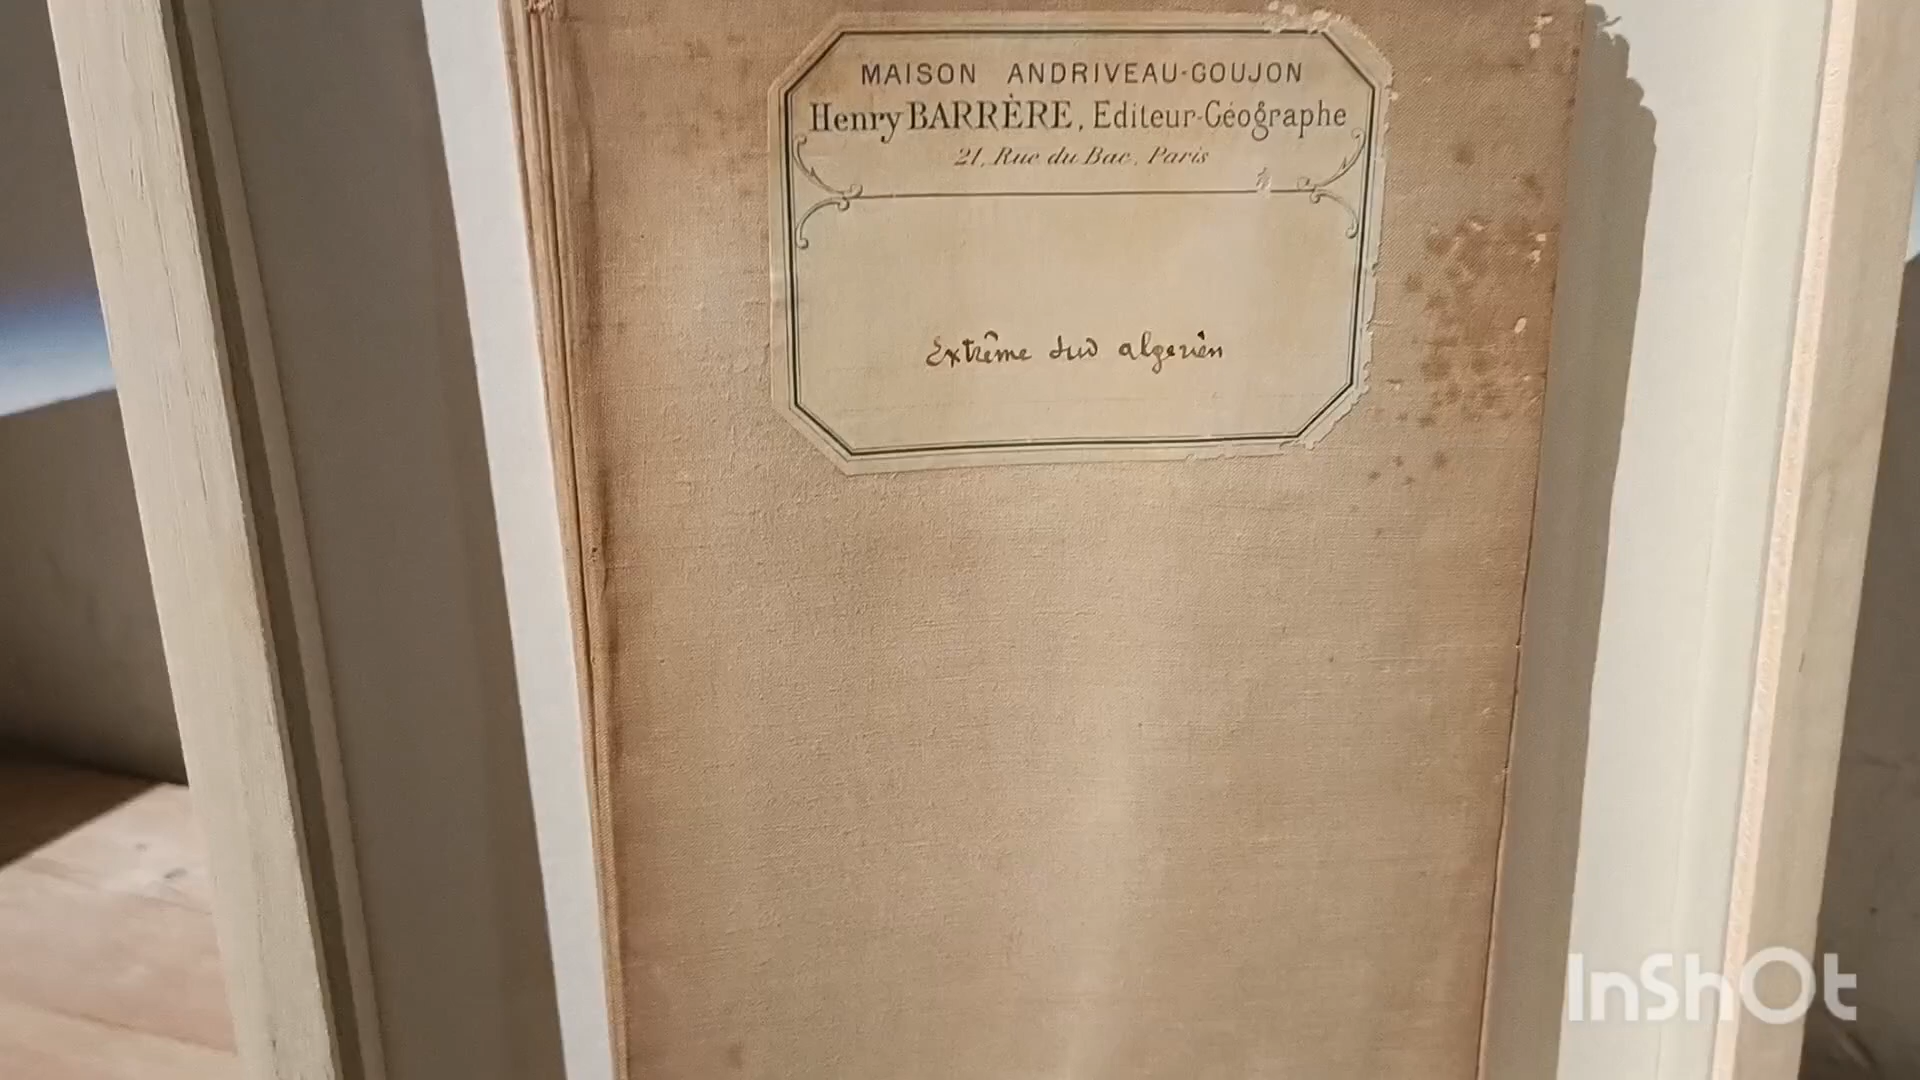 MAISON ANDRIVEAU-GOUJON
Henry BARRÈRE, Editeur-Géographe
21, Rue du Bac, Paris
Extrême sud algerien
InShOt